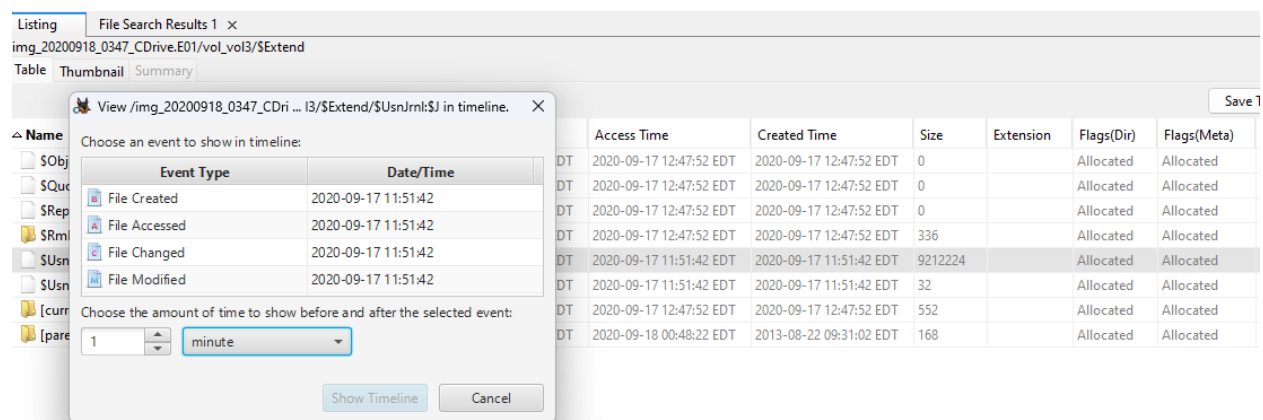 Listing File Search Results 1 ×
img_20200918_0347_CDrive.E01/vol_vol3/$Extend
Table Thumbnail Summary
Save T
View /img_20200918_0347_CDri ... l3/$Extend/$UsnJrnl:$J in timeline. ×
Choose an event to show in timeline:
Event Type Date/Time
B File Created 2020-09-17 11:51:42
A File Accessed 2020-09-17 11:51:42
C File Changed 2020-09-17 11:51:42
M File Modified 2020-09-17 11:51:42
Choose the amount of time to show before and after the selected event:
1 minute
Show Timeline Cancel
Name Access Time Created Time Size Extension Flags(Dir) Flags(Meta)
$Obj DT 2020-09-17 12:47:52 EDT 2020-09-17 12:47:52 EDT 0 Allocated Allocated
$Quo DT 2020-09-17 12:47:52 EDT 2020-09-17 12:47:52 EDT 0 Allocated Allocated
$Rep DT 2020-09-17 12:47:52 EDT 2020-09-17 12:47:52 EDT 0 Allocated Allocated
$Rml DT 2020-09-17 12:47:52 EDT 2020-09-17 12:47:52 EDT 336 Allocated Allocated
$Usn DT 2020-09-17 11:51:42 EDT 2020-09-17 11:51:42 EDT 9212224 Allocated Allocated
$Usn DT 2020-09-17 11:51:42 EDT 2020-09-17 11:51:42 EDT 32 Allocated Allocated
[curr DT 2020-09-17 12:47:52 EDT 2020-09-17 12:47:52 EDT 552 Allocated Allocated
[pare DT 2020-09-18 00:48:22 EDT 2013-08-22 09:31:02 EDT 168 Allocated Allocated